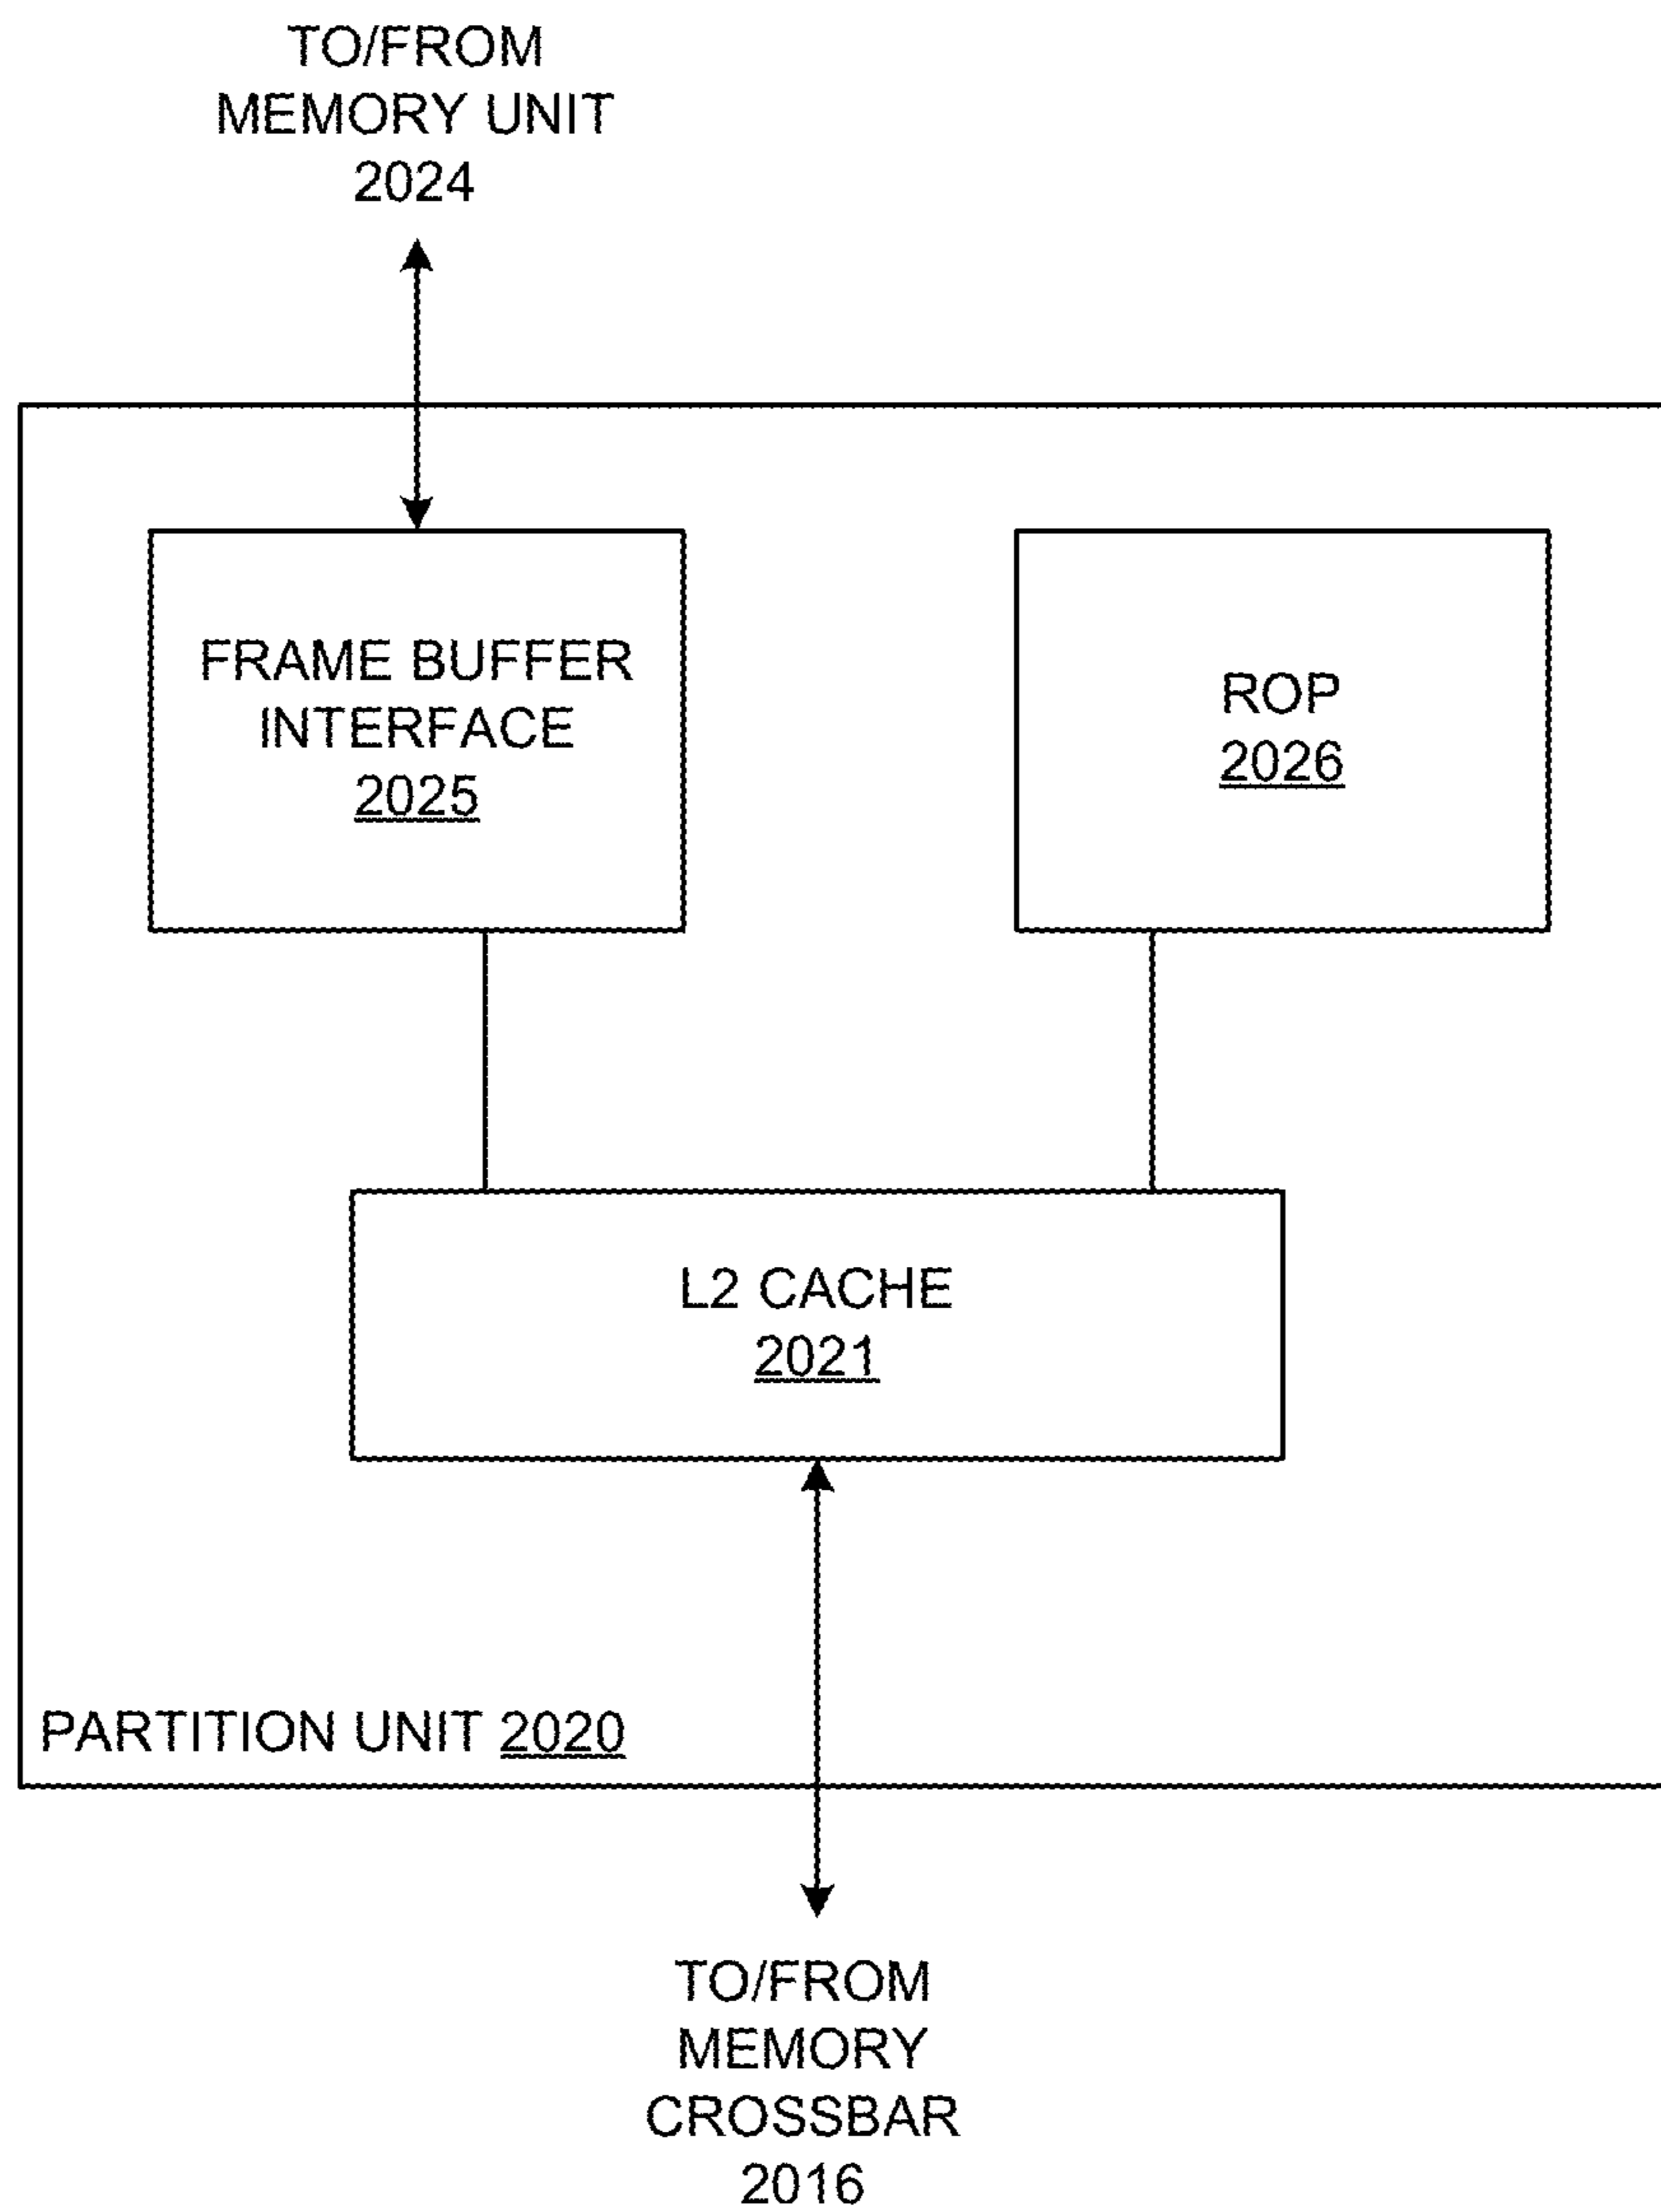 TO/FROM
MEMORY UNIT
2024
FRAME BUFFER
INTERFACE
2025
ROP
2026
L2 CACHE
2021
PARTITION UNIT 2020
TO/FROM
MEMORY
CROSSBAR
2016